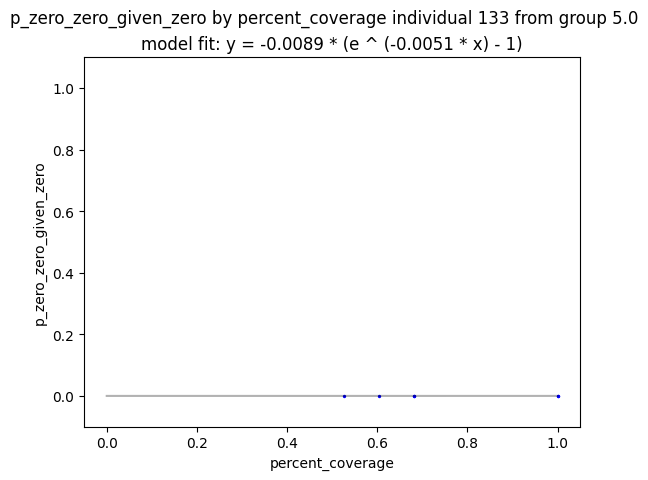 p_zero_zero_given_zero by percent_coverage individual 133 from group 5.0
model fit: y = -0.0089 * (e ^ (-0.0051 * x) - 1)
1.0
0.8
0.6
0.4
0.2
0.0
p_zero_zero_given_zero
0.0 0.2 0.4 0.6 0.8 1.0
percent_coverage